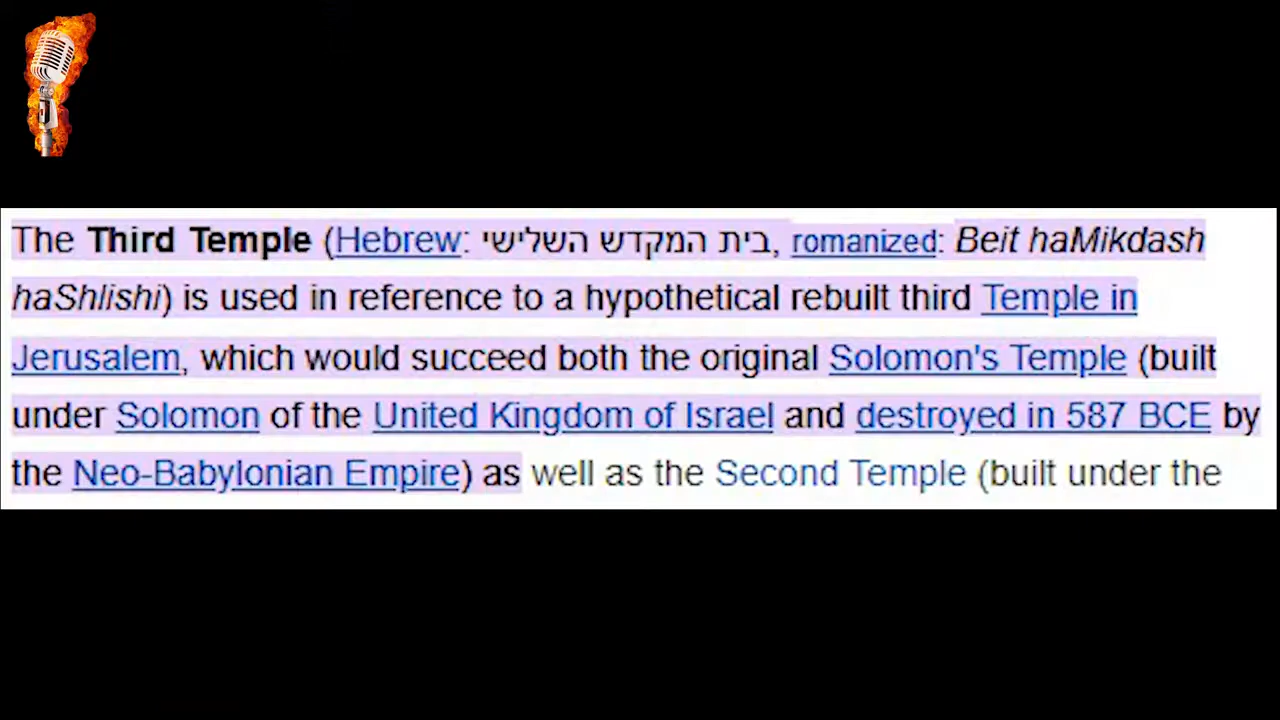 The Third Temple (Hebrew: בית המקדש השלישי, romanized: Beit haMikdash
haShlishi) is used in reference to a hypothetical rebuilt third Temple in
Jerusalem, which would succeed both the original Solomon's Temple (built
under Solomon of the United Kingdom of Israel and destroyed in 587 BCE by
the Neo-Babylonian Empire) as well as the Second Temple (built under the